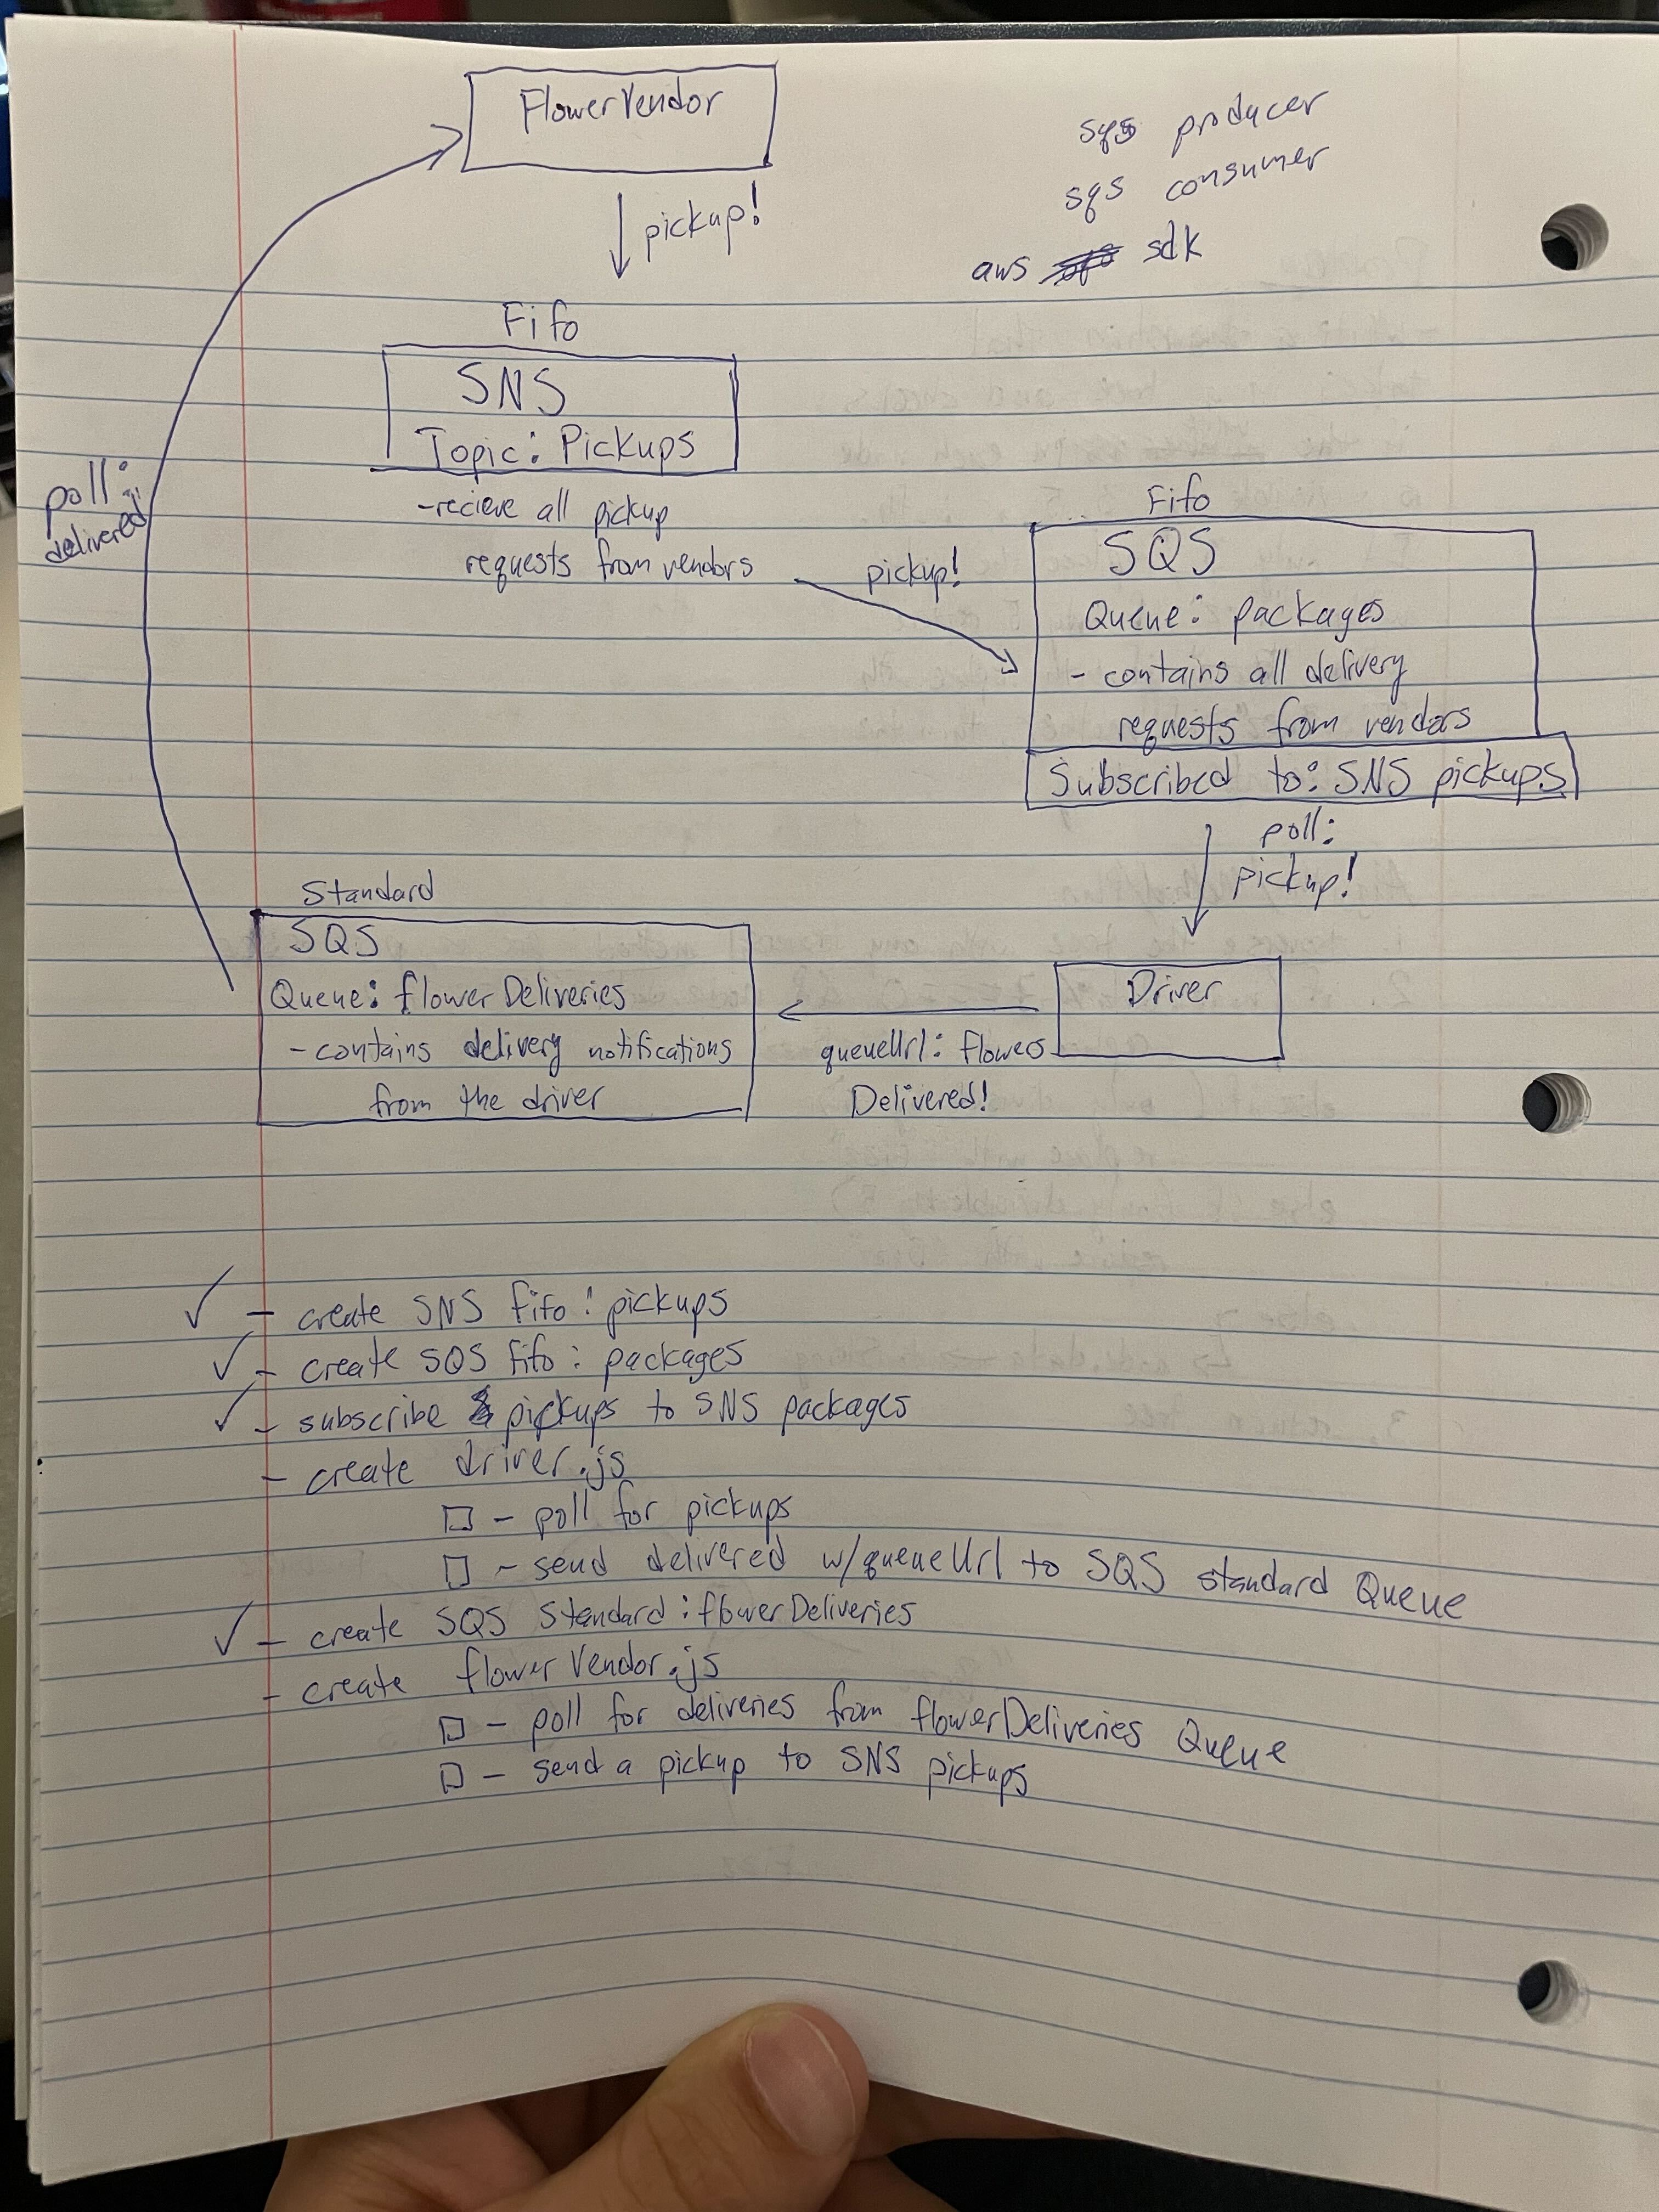 FlowerVendor
sqs producer
sqs consumer
aws sdk
pickup!
Fifo
SNS
Topic: Pickups
-recieve all pickup
requests from vendors
poll:
delivered
pickup!
Fifo
SQS
Queue: packages
- contains all delivery
requests from vendors
Subscribed to: SNS pickups
poll:
pickup!
Standard
SQS
Queue: flowerDeliveries
- contains delivery notifications
from the driver
Driver
queueUrl: flowers
Delivered!
✓ - create SNS fifo: pickups
✓ - create SQS fifo: packages
✓ - subscribe pickups to SNS packages
- create driver.js
□ - poll for pickups
□ - send delivered w/queueUrl to SQS standard Queue
✓ - create SQS Standard: flowerDeliveries
- create flowerVendor.js
□ - poll for deliveries from flowerDeliveries Queue
□ - send a pickup to SNS pickups